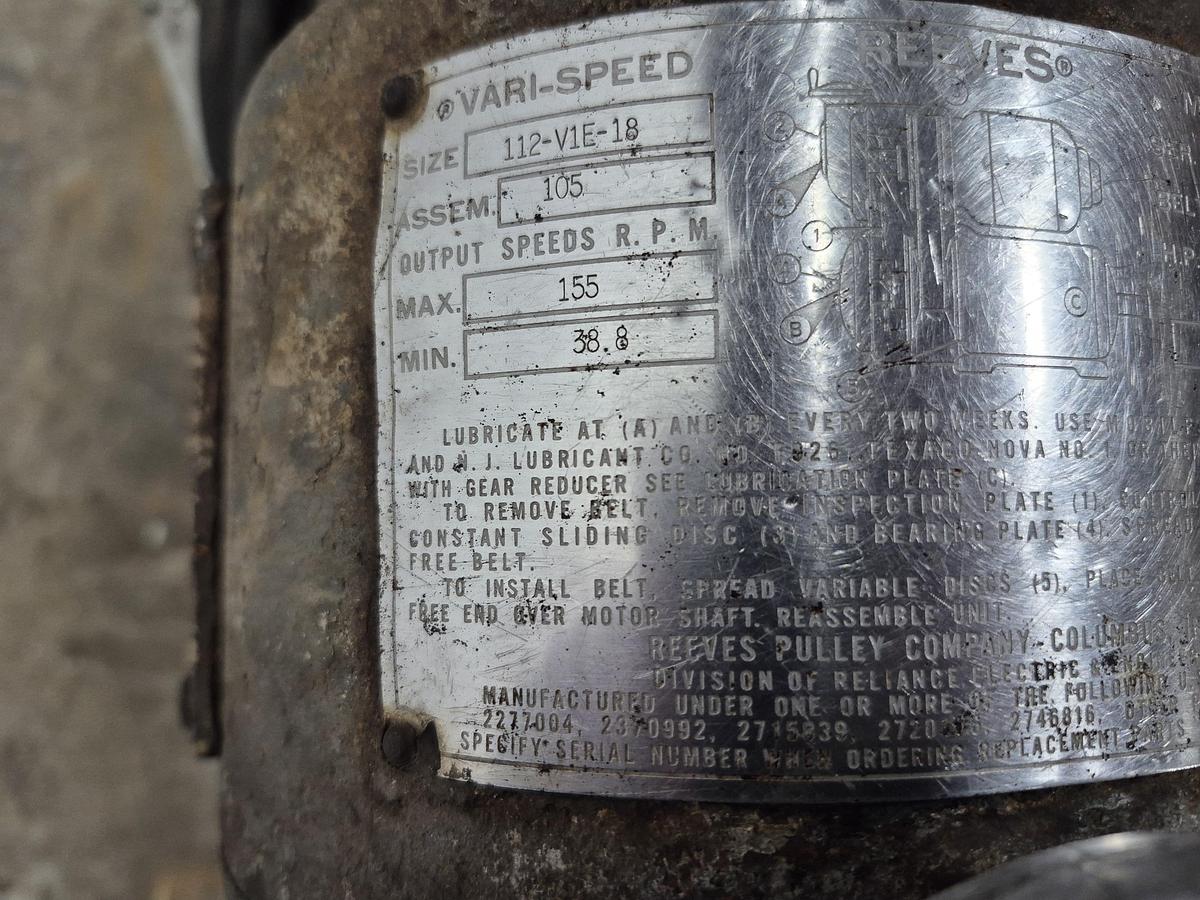 ® VARI-SPEED
REEVES®
SIZE 112-V1E-18
ASSEM. 105
OUTPUT SPEEDS R.P.M.
MAX. 155
MIN. 38.8
2
A
1
B
C
5
LUBRICATE AT (A) AND (B) EVERY TWO WEEKS. USE
AND N. J. LUBRICANT CO. TEXACO NOVA NO. 1 OR
WITH GEAR REDUCER SEE LUBRICATION PLATE (C).
TO REMOVE BELT, REMOVE INSPECTION PLATE (1),
CONSTANT SLIDING DISC (3) AND BEARING PLATE (4).
FREE BELT.
TO INSTALL BELT, SPREAD VARIABLE DISCS (5),
FREE END OVER MOTOR SHAFT. REASSEMBLE UNIT.
REEVES PULLEY COMPANY-
DIVISION OF RELIANCE ELECTRIC
MANUFACTURED UNDER ONE OR MORE OF THE FOLLOWING
2277004, 2746816,
SPECIFY SERIAL NUMBER WHEN ORDERING REPLACEMENT PARTS